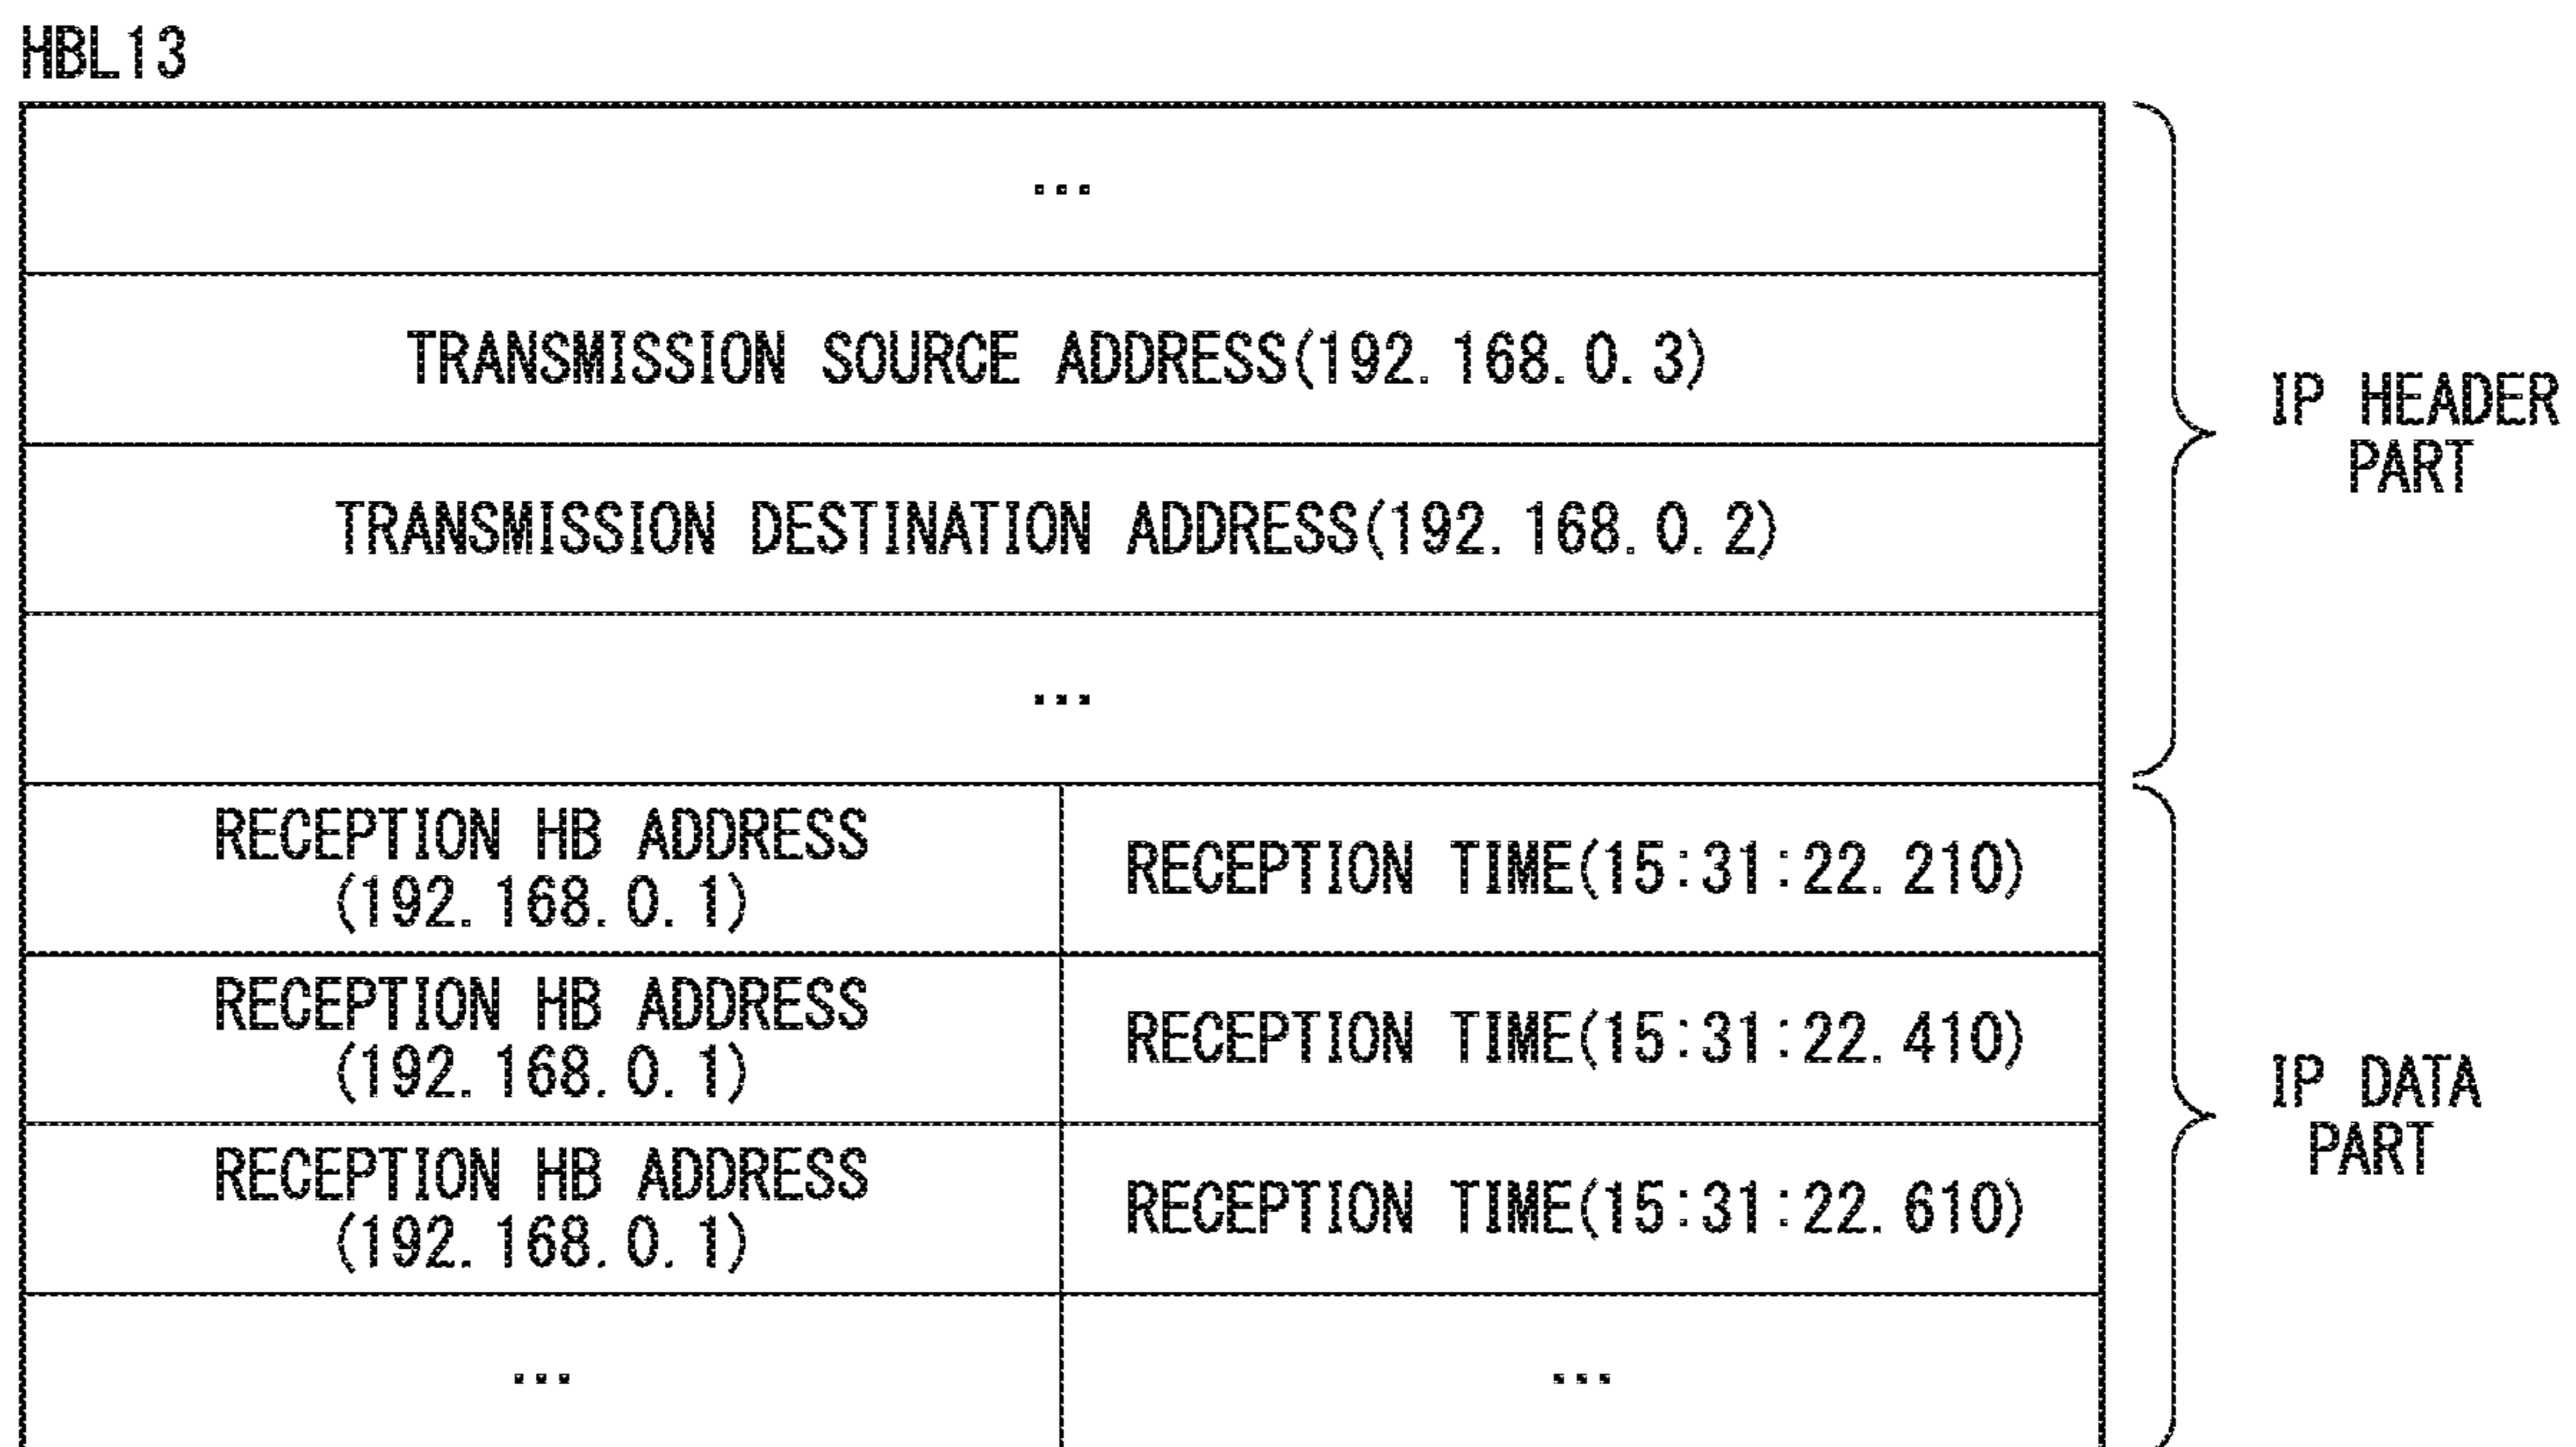 HBL13
...
TRANSMISSION SOURCE ADDRESS(192.168.0.3)
TRANSMISSION DESTINATION ADDRESS(192.168.0.2)
...
IP HEADER
PART
RECEPTION HB ADDRESS
(192.168.0.1)
RECEPTION TIME(15:31:22.210)
RECEPTION HB ADDRESS
(192.168.0.1)
RECEPTION TIME(15:31:22.410)
RECEPTION HB ADDRESS
(192.168.0.1)
RECEPTION TIME(15:31:22.610)
...
...
IP DATA
PART